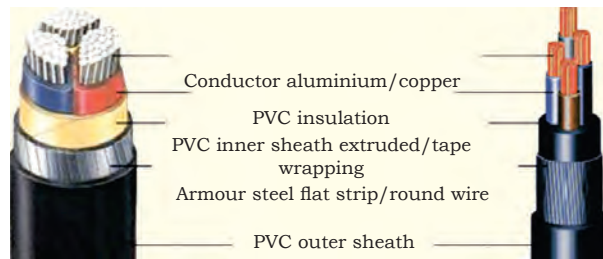 Conductor aluminium/copper
PVC insulation
PVC inner sheath extruded/tape
wrapping
Armour steel flat strip/round wire
PVC outer sheath